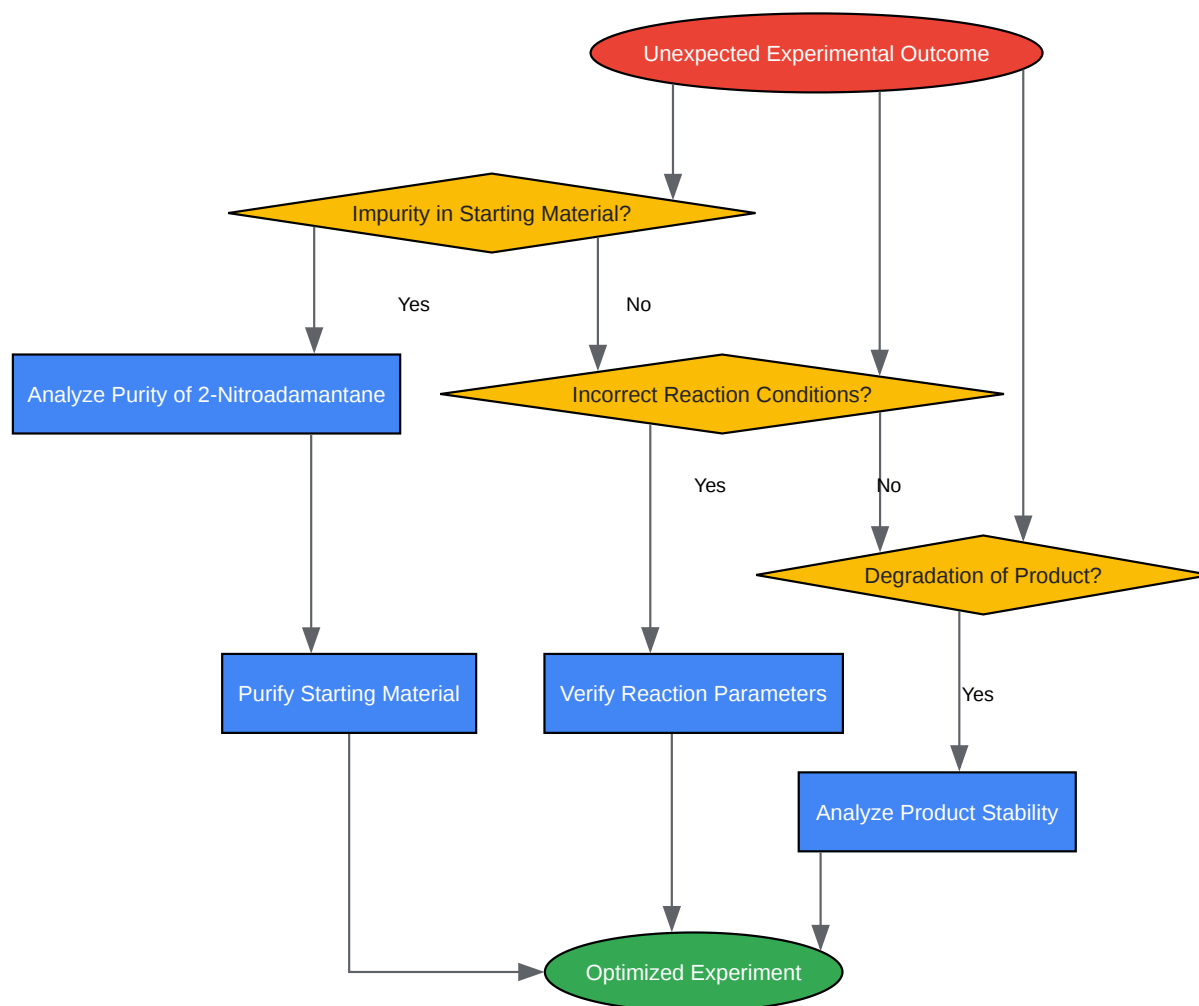 Unexpected Experimental Outcome
Impurity in Starting Material?
Yes
No
Analyze Purity of 2-Nitroadamantane
Incorrect Reaction Conditions?
Yes
No
Degradation of Product?
Purify Starting Material
Verify Reaction Parameters
Yes
Analyze Product Stability
Optimized Experiment